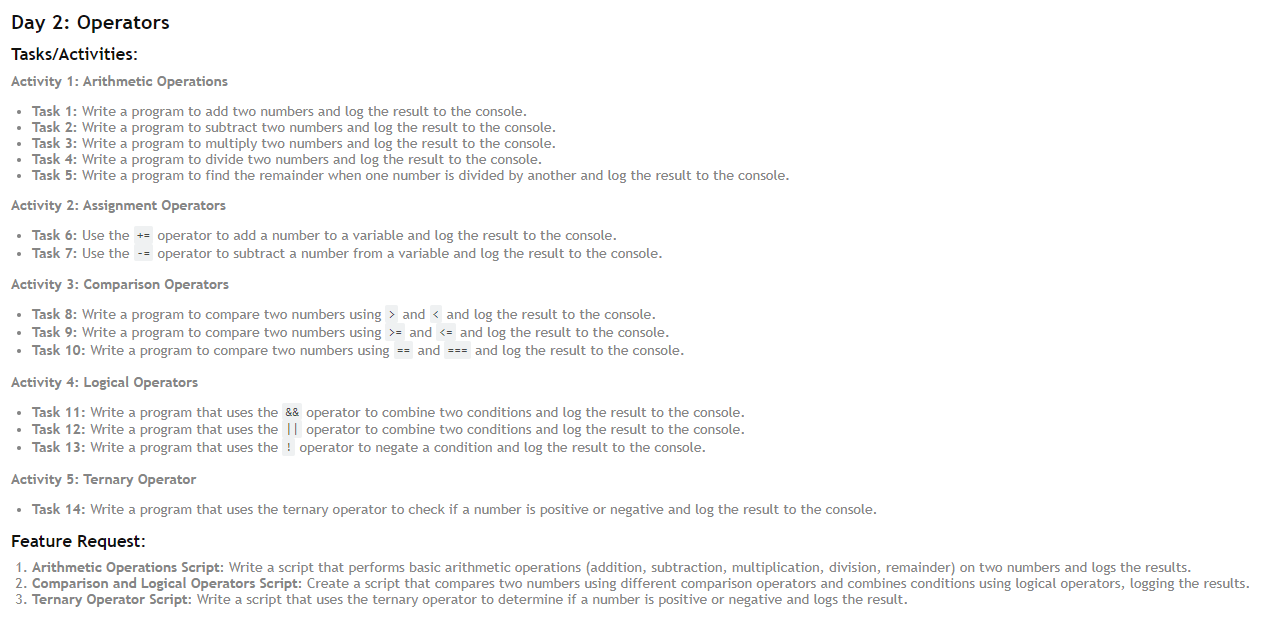 Day 2: Operators
Tasks/Activities:
Activity 1: Arithmetic Operations
• Task 1: Write a program to add two numbers and log the result to the console.
• Task 2: Write a program to subtract two numbers and log the result to the console.
• Task 3: Write a program to multiply two numbers and log the result to the console.
• Task 4: Write a program to divide two numbers and log the result to the console.
• Task 5: Write a program to find the remainder when one number is divided by another and log the result to the console.
Activity 2: Assignment Operators
• Task 6: Use the += operator to add a number to a variable and log the result to the console.
• Task 7: Use the -= operator to subtract a number from a variable and log the result to the console.
Activity 3: Comparison Operators
• Task 8: Write a program to compare two numbers using > and < and log the result to the console.
• Task 9: Write a program to compare two numbers using >= and <= and log the result to the console.
• Task 10: Write a program to compare two numbers using == and === and log the result to the console.
Activity 4: Logical Operators
• Task 11: Write a program that uses the && operator to combine two conditions and log the result to the console.
• Task 12: Write a program that uses the || operator to combine two conditions and log the result to the console.
• Task 13: Write a program that uses the ! operator to negate a condition and log the result to the console.
Activity 5: Ternary Operator
• Task 14: Write a program that uses the ternary operator to check if a number is positive or negative and log the result to the console.
Feature Request:
1. Arithmetic Operations Script: Write a script that performs basic arithmetic operations (addition, subtraction, multiplication, division, remainder) on two numbers and logs the results.
2. Comparison and Logical Operators Script: Create a script that compares two numbers using different comparison operators and combines conditions using logical operators, logging the results.
3. Ternary Operator Script: Write a script that uses the ternary operator to determine if a number is positive or negative and logs the result.